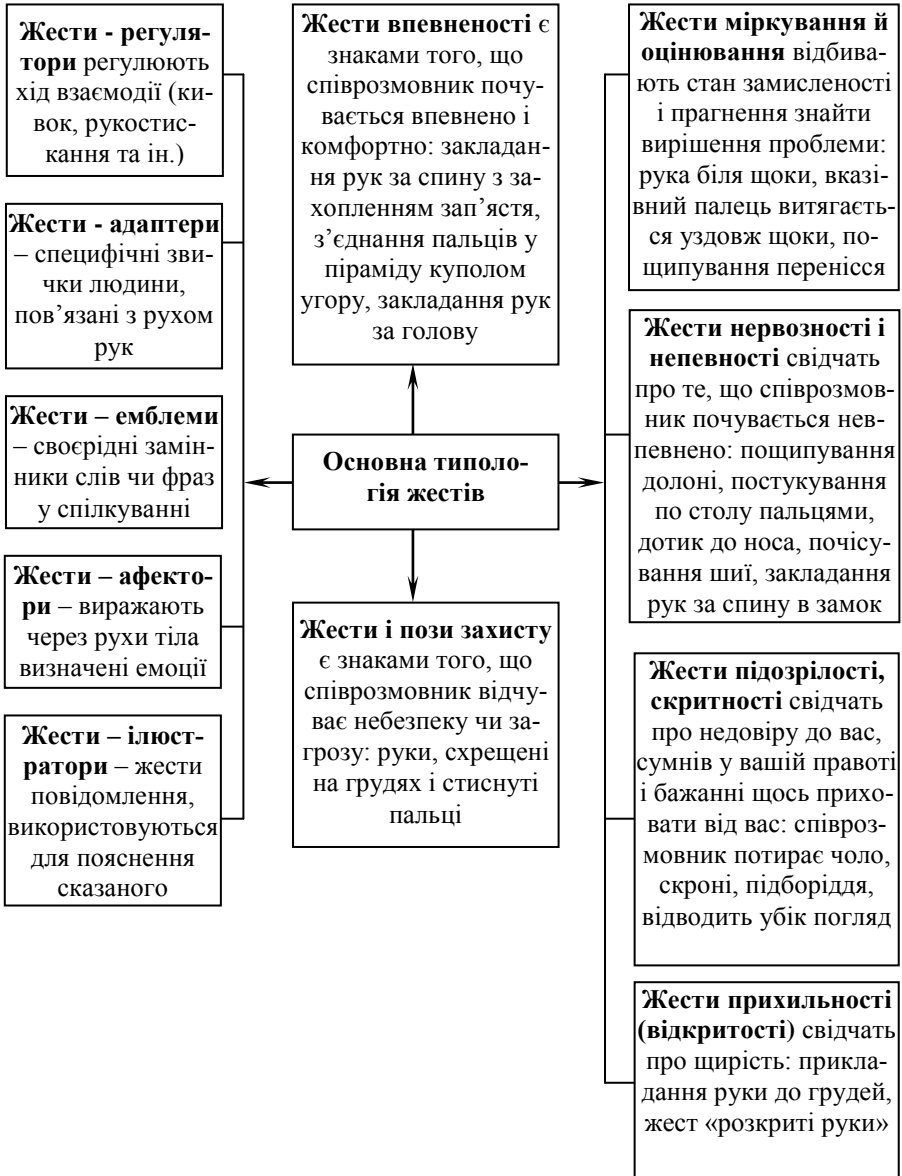 Жести - регуля-
тори регулюють
хід взаємодії (ки-
вок, рукостис-
кання та ін.)
Жести - адаптери
– специфічні зви-
чки людини,
пов’язані з рухом
рук
Жести – емблеми
– своєрідні замін-
ники слів чи фраз
у спілкуванні
Жести – афекто-
ри – виражають
через рухи тіла
визначені емоції
Жести – ілюст-
ратори – жести
повідомлення,
використовуються
для пояснення
сказаного
Жести впевненості є
знаками того, що
співрозмовник почу-
вається впевнено і
комфортно: закладан-
ня рук за спину з за-
хопленням зап’ястя,
з’єднання пальців у
піраміду куполом
угору, закладання рук
за голову
Основна типоло-
гія жестів
Жести і пози захисту
є знаками того, що
співрозмовник відчу-
ває небезпеку чи за-
грозу: руки, схрещені
на грудях і стиснуті
пальці
Жести міркування й
оцінювання відбива-
ють стан замисленості
і прагнення знайти
вирішення проблеми:
рука біля щоки, вказі-
вний палець витягаєть-
ся уздовж щоки, по-
щипування перенісся
Жести нервозності і
непевності свідчать
про те, що співрозмов-
ник почувається нев-
певнено: пощипування
долоні, постукування
по столу пальцями,
дотик до носа, почісу-
вання шиї, закладання
рук за спину в замок
Жести підозрілості,
скритності свідчать
про недовіру до вас,
сумнів у вашій правоті
і бажанні щось прихо-
вати від вас: співроз-
мовник потирає чоло,
скроні, підборіддя,
відводить убік погляд
Жести прихильності
(відкритості) свідчать
про щирість: прикла-
дання руки до грудей,
жест «розкриті руки»